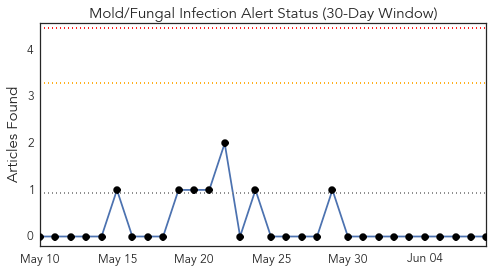 Mold/Fungal Infection Alert Status (30-Day Window)
Articles Found
4
3
2
1
0
May 10 May 15 May 20 May 25 May 30 Jun 04